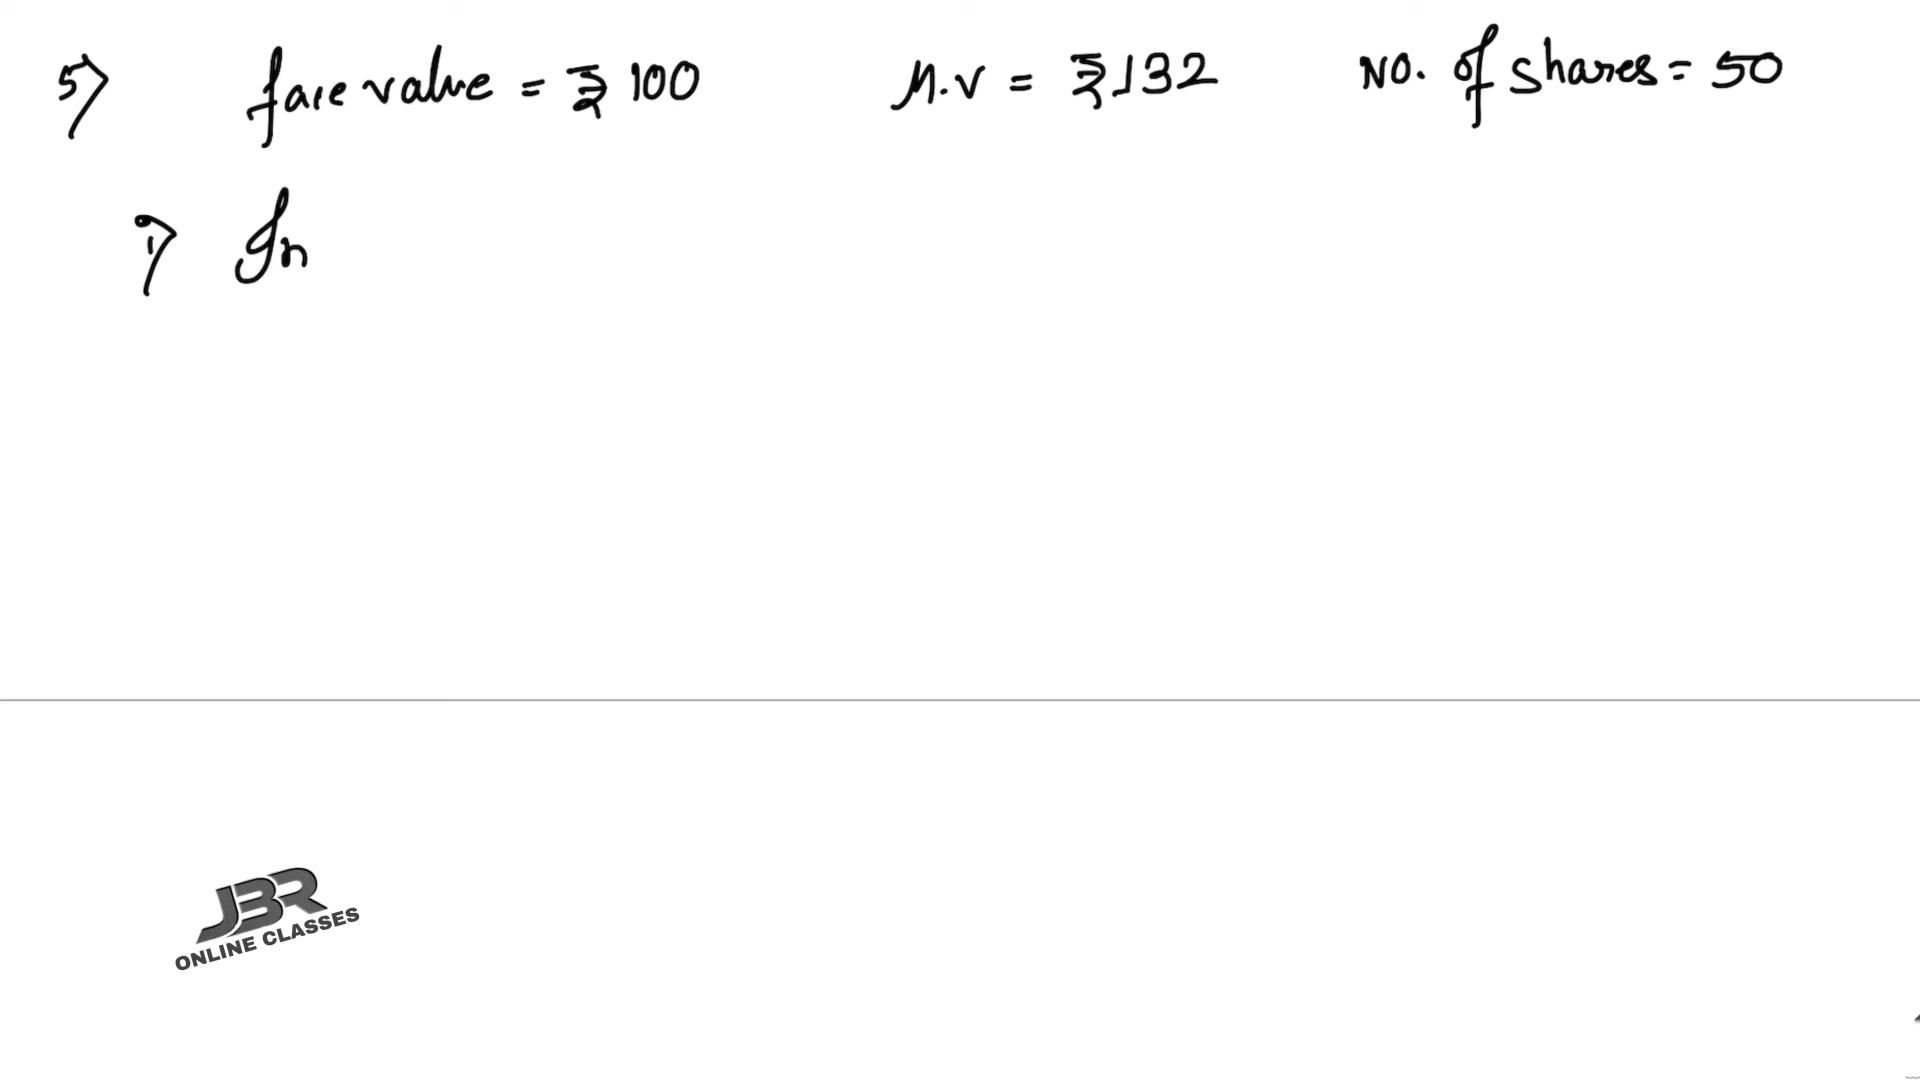 5) face value = ₹ 100 M.V = ₹132 No. of shares = 50
i) In
JBR
ONLINE CLASSES